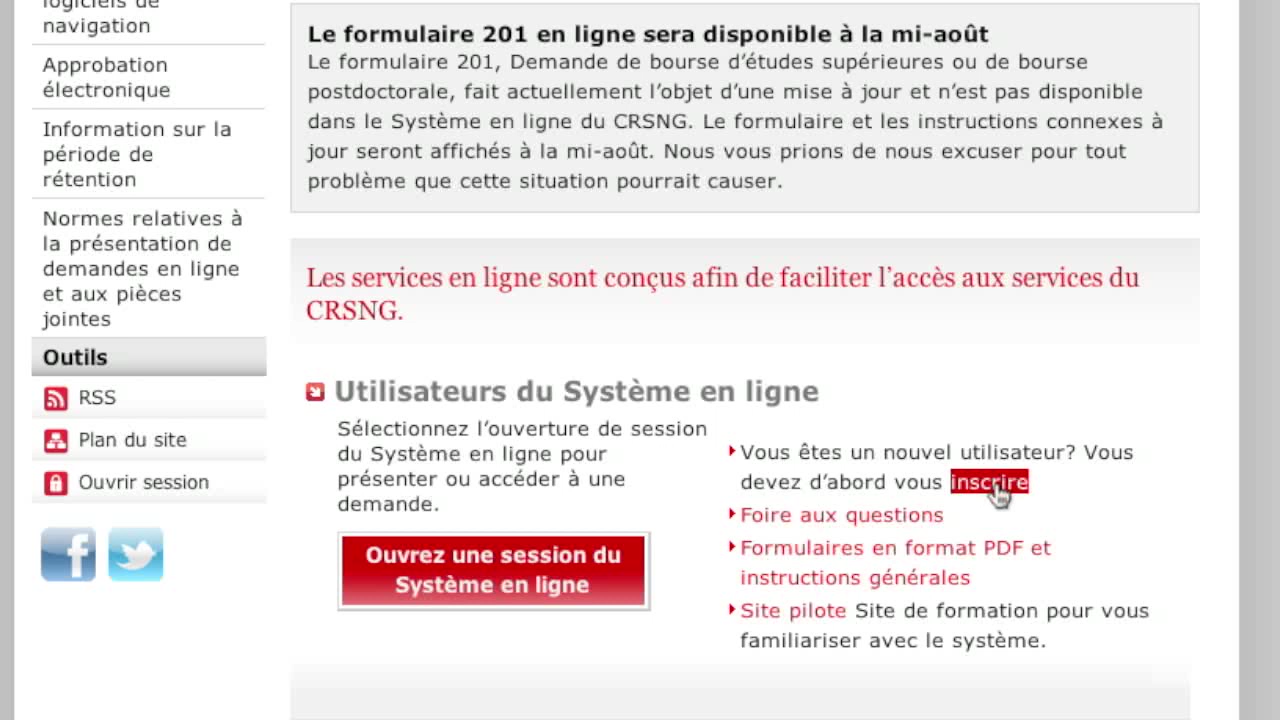 logiciels de
navigation
Approbation
électronique
Information sur la
période de
rétention
Normes relatives à
la présentation de
demandes en ligne
et aux pièces
jointes
Outils
RSS
Plan du site
Ouvrir session
Le formulaire 201 en ligne sera disponible à la mi-août
Le formulaire 201, Demande de bourse d’études supérieures ou de bourse
postdoctorale, fait actuellement l’objet d’une mise à jour et n’est pas disponible
dans le Système en ligne du CRSNG. Le formulaire et les instructions connexes à
jour seront affichés à la mi-août. Nous vous prions de nous excuser pour tout
problème que cette situation pourrait causer.
Les services en ligne sont conçus afin de faciliter l’accès aux services du
CRSNG.
Utilisateurs du Système en ligne
Sélectionnez l’ouverture de session
du Système en ligne pour
présenter ou accéder à une
demande.
Ouvrez une session du
Système en ligne
Vous êtes un nouvel utilisateur? Vous
devez d’abord vous inscrire
Foire aux questions
Formulaires en format PDF et
instructions générales
Site pilote Site de formation pour vous
familiariser avec le système.